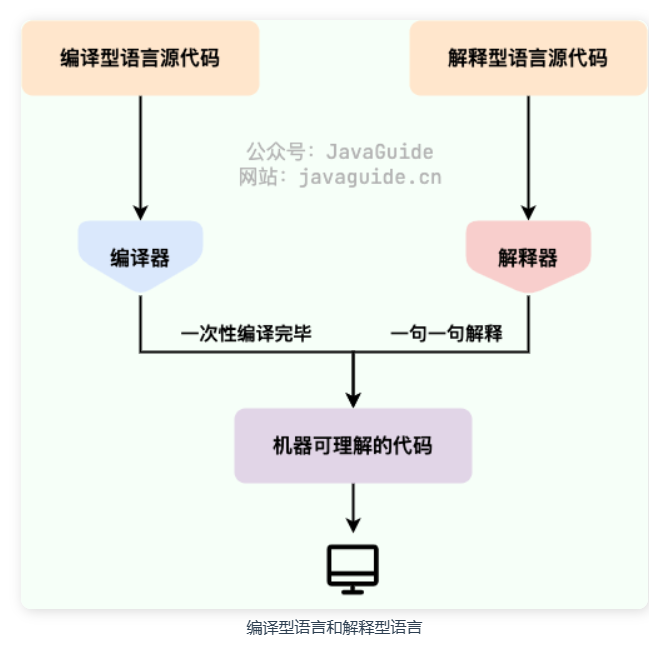 编译型语言源代码
解释型语言源代码
公众号：JavaGuide
网站：javaguide.cn
编译器
解释器
一次性编译完毕
一句一句解释
机器可理解的代码
编译型语言和解释型语言